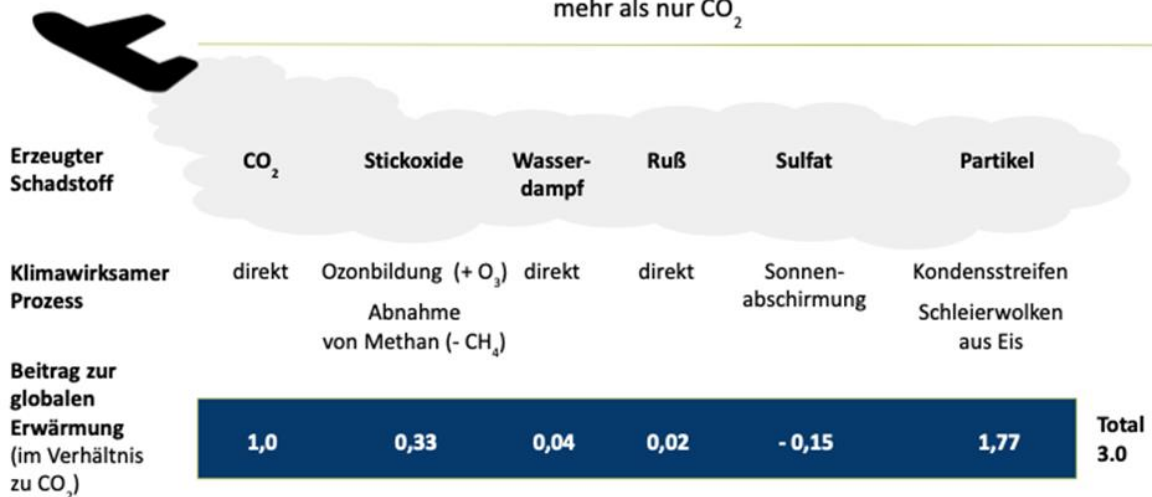 mehr als nur CO₂
Erzeugter
Schadstoff
CO₂
Stickoxide
Wasser-
dampf
Ruß
Sulfat
Partikel
Klimawirksamer
Prozess
direkt
Ozonbildung (+ O₃)
Abnahme
von Methan (- CH₄)
direkt
direkt
Sonnen-
abschirmung
Kondensstreifen
Schleierwolken
aus Eis
Beitrag zur
globalen
Erwärmung
(im Verhältnis
zu CO₂)
1,0
0,33
0,04
0,02
- 0,15
1,77
Total
3.0